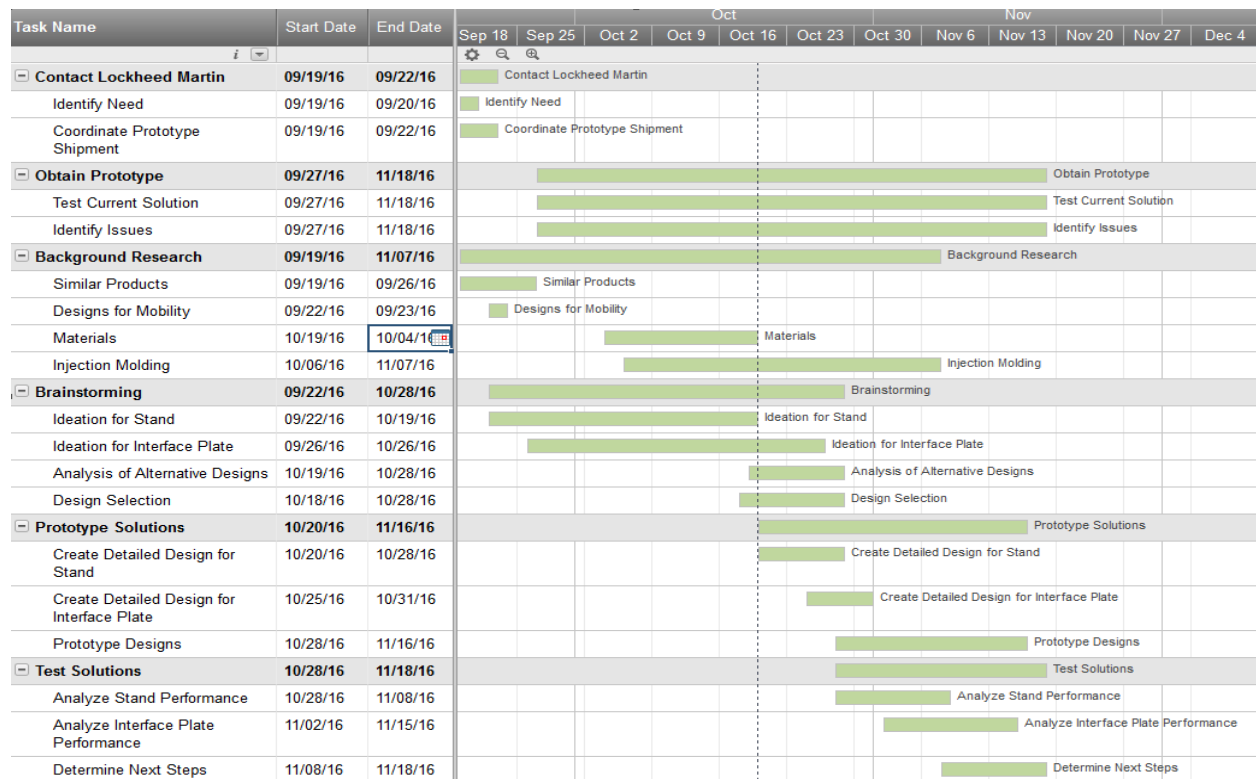 Task Name Start Date End Date Oct Nov
Sep 18 Sep 25 Oct 2 Oct 9 Oct 16 Oct 23 Oct 30 Nov 6 Nov 13 Nov 20 Nov 27 Dec 4
i
Contact Lockheed Martin 09/19/16 09/22/16 Contact Lockheed Martin
Identify Need 09/19/16 09/20/16 Identify Need
Coordinate Prototype 09/19/16 09/22/16 Coordinate Prototype Shipment
Shipment
Obtain Prototype 09/27/16 11/18/16 Obtain Prototype
Test Current Solution 09/27/16 11/18/16 Test Current Solution
Identify Issues 09/27/16 11/18/16 Identify Issues
Background Research 09/19/16 11/07/16 Background Research
Similar Products 09/19/16 09/26/16 Similar Products
Designs for Mobility 09/22/16 09/23/16 Designs for Mobility
Materials 10/19/16 10/04/16 Materials
Injection Molding 10/06/16 11/07/16 Injection Molding
Brainstorming 09/22/16 10/28/16 Brainstorming
Ideation for Stand 09/22/16 10/19/16 Ideation for Stand
Ideation for Interface Plate 09/26/16 10/26/16 Ideation for Interface Plate
Analysis of Alternative Designs 10/19/16 10/28/16 Analysis of Alternative Designs
Design Selection 10/18/16 10/28/16 Design Selection
Prototype Solutions 10/20/16 11/16/16 Prototype Solutions
Create Detailed Design for 10/20/16 10/28/16 Create Detailed Design for Stand
Stand
Create Detailed Design for 10/25/16 10/31/16 Create Detailed Design for Interface Plate
Interface Plate
Prototype Designs 10/28/16 11/16/16 Prototype Designs
Test Solutions 10/28/16 11/18/16 Test Solutions
Analyze Stand Performance 10/28/16 11/08/16 Analyze Stand Performance
Analyze Interface Plate 11/02/16 11/15/16 Analyze Interface Plate Performance
Performance
Determine Next Steps 11/08/16 11/18/16 Determine Next Steps